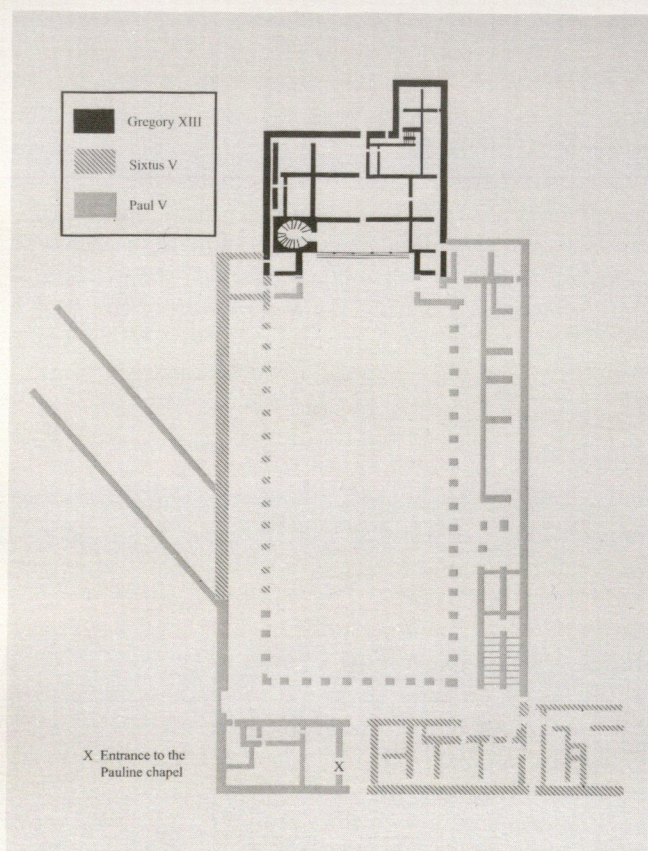 Gregory XIII
Sixtus V
Paul V
X
X Entrance to the
Pauline chapel